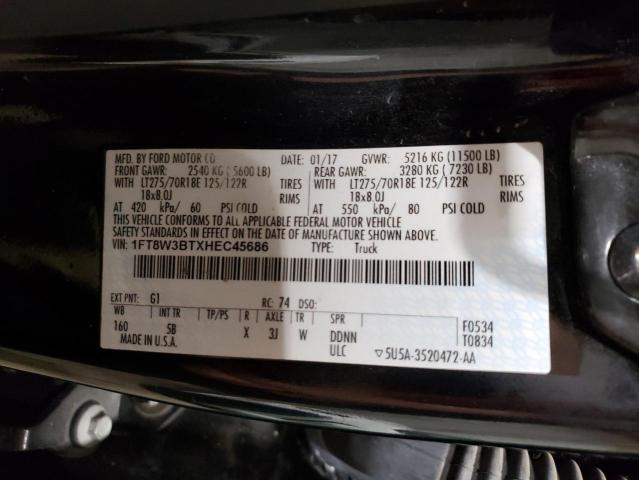 MFD. BY FORD MOTOR CO. DATE: 01/17 GVWR: 5216 KG (11500 LB)
FRONT GAWR: 2540 KG (5600 LB) REAR GAWR: 3280 KG (7230 LB)
WITH LT275/70R18E 125/122R TIRES WITH LT275/70R18E 125/122R TIRES
18x8.0J RIMS 18x8.0J RIMS
AT 420 kPa/ 60 PSI COLD AT 550 kPa/ 80 PSI COLD
THIS VEHICLE CONFORMS TO ALL APPLICABLE FEDERAL MOTOR VEHICLE
SAFETY STANDARDS IN EFFECT ON THE DATE OF MANUFACTURE SHOWN ABOVE.
VIN: 1FT8W3BTXHEC45686 TYPE: Truck
EXT PNT: G1 RC: 74 DSO:
WB INT TR TP/PS R AXLE TR SPR F0534
160 5B X 3J W DDNN T0834
MADE IN U.S.A. ULC ▽5U5A-3520472-AA